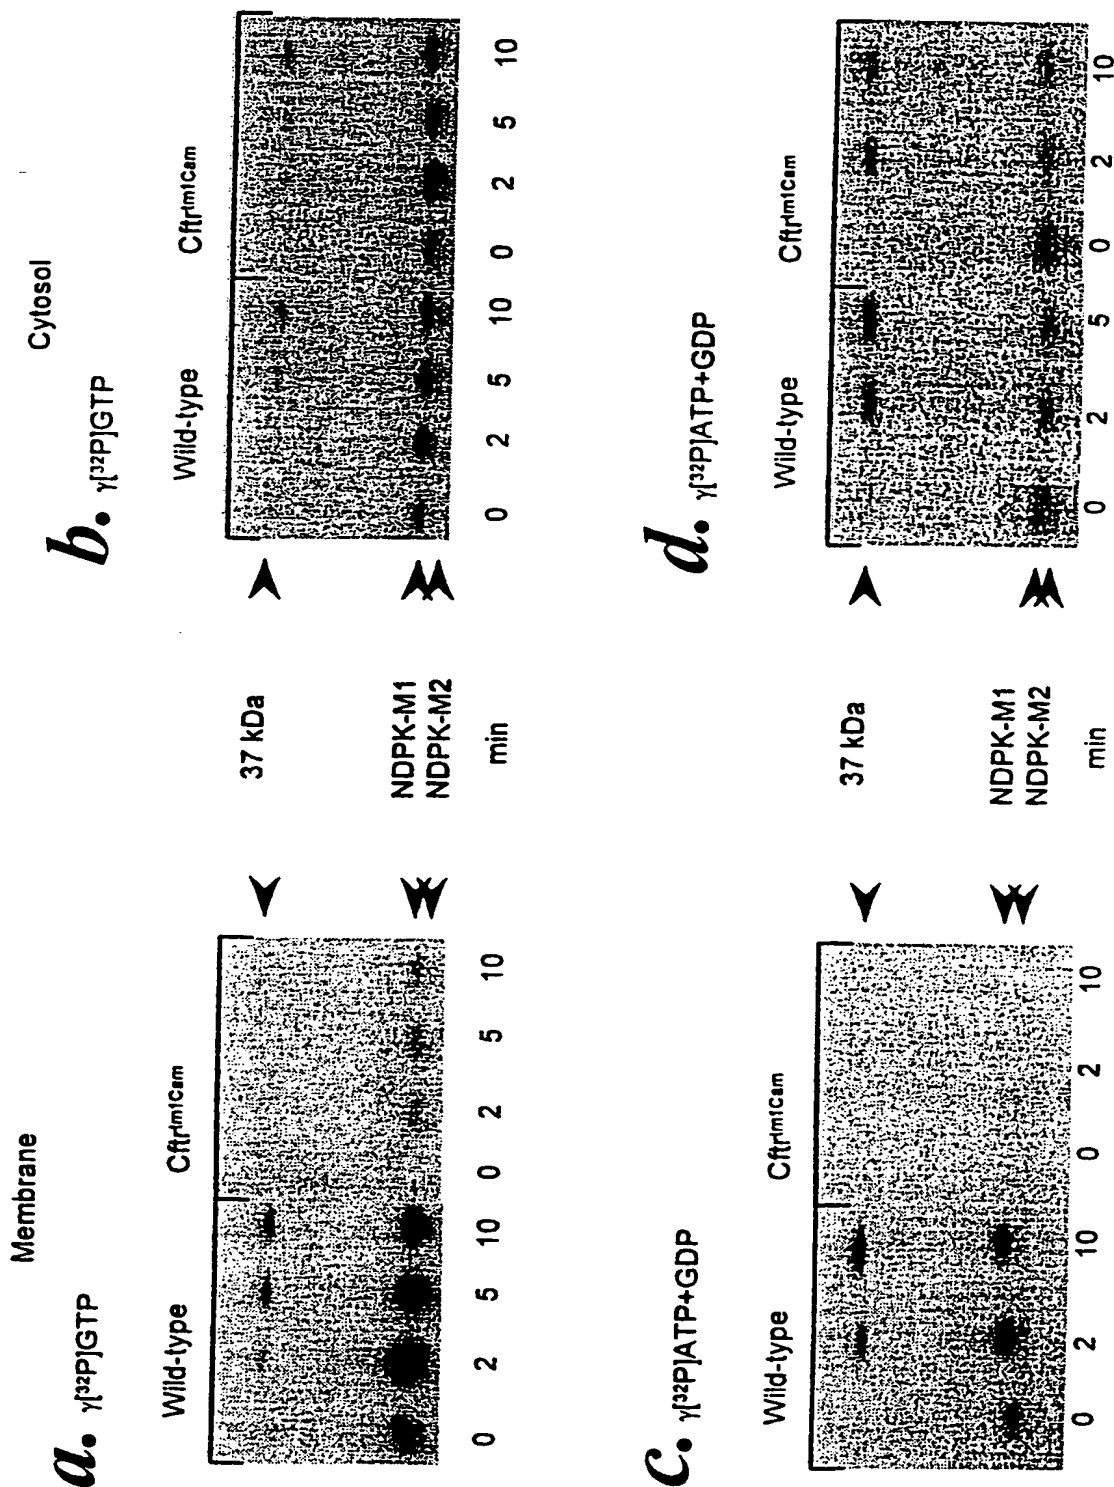 Membrane
Cytosol
a. γ[³²P]GTP
b. γ[³²P]GTP
Wild-type Cftrtm1Cam
Wild-type Cftrtm1Cam
37 kDa
NDPK-M1
NDPK-M2
0 2 5 10 0 2 5 10
min
0 2 5 10 0 2 5 10
c. γ[³²P]ATP+GDP
d. γ[³²P]ATP+GDP
Wild-type Cftrtm1Cam
Wild-type Cftrtm1Cam
37 kDa
NDPK-M1
NDPK-M2
0 2 10 0 2 10
min
0 2 5 0 2 10